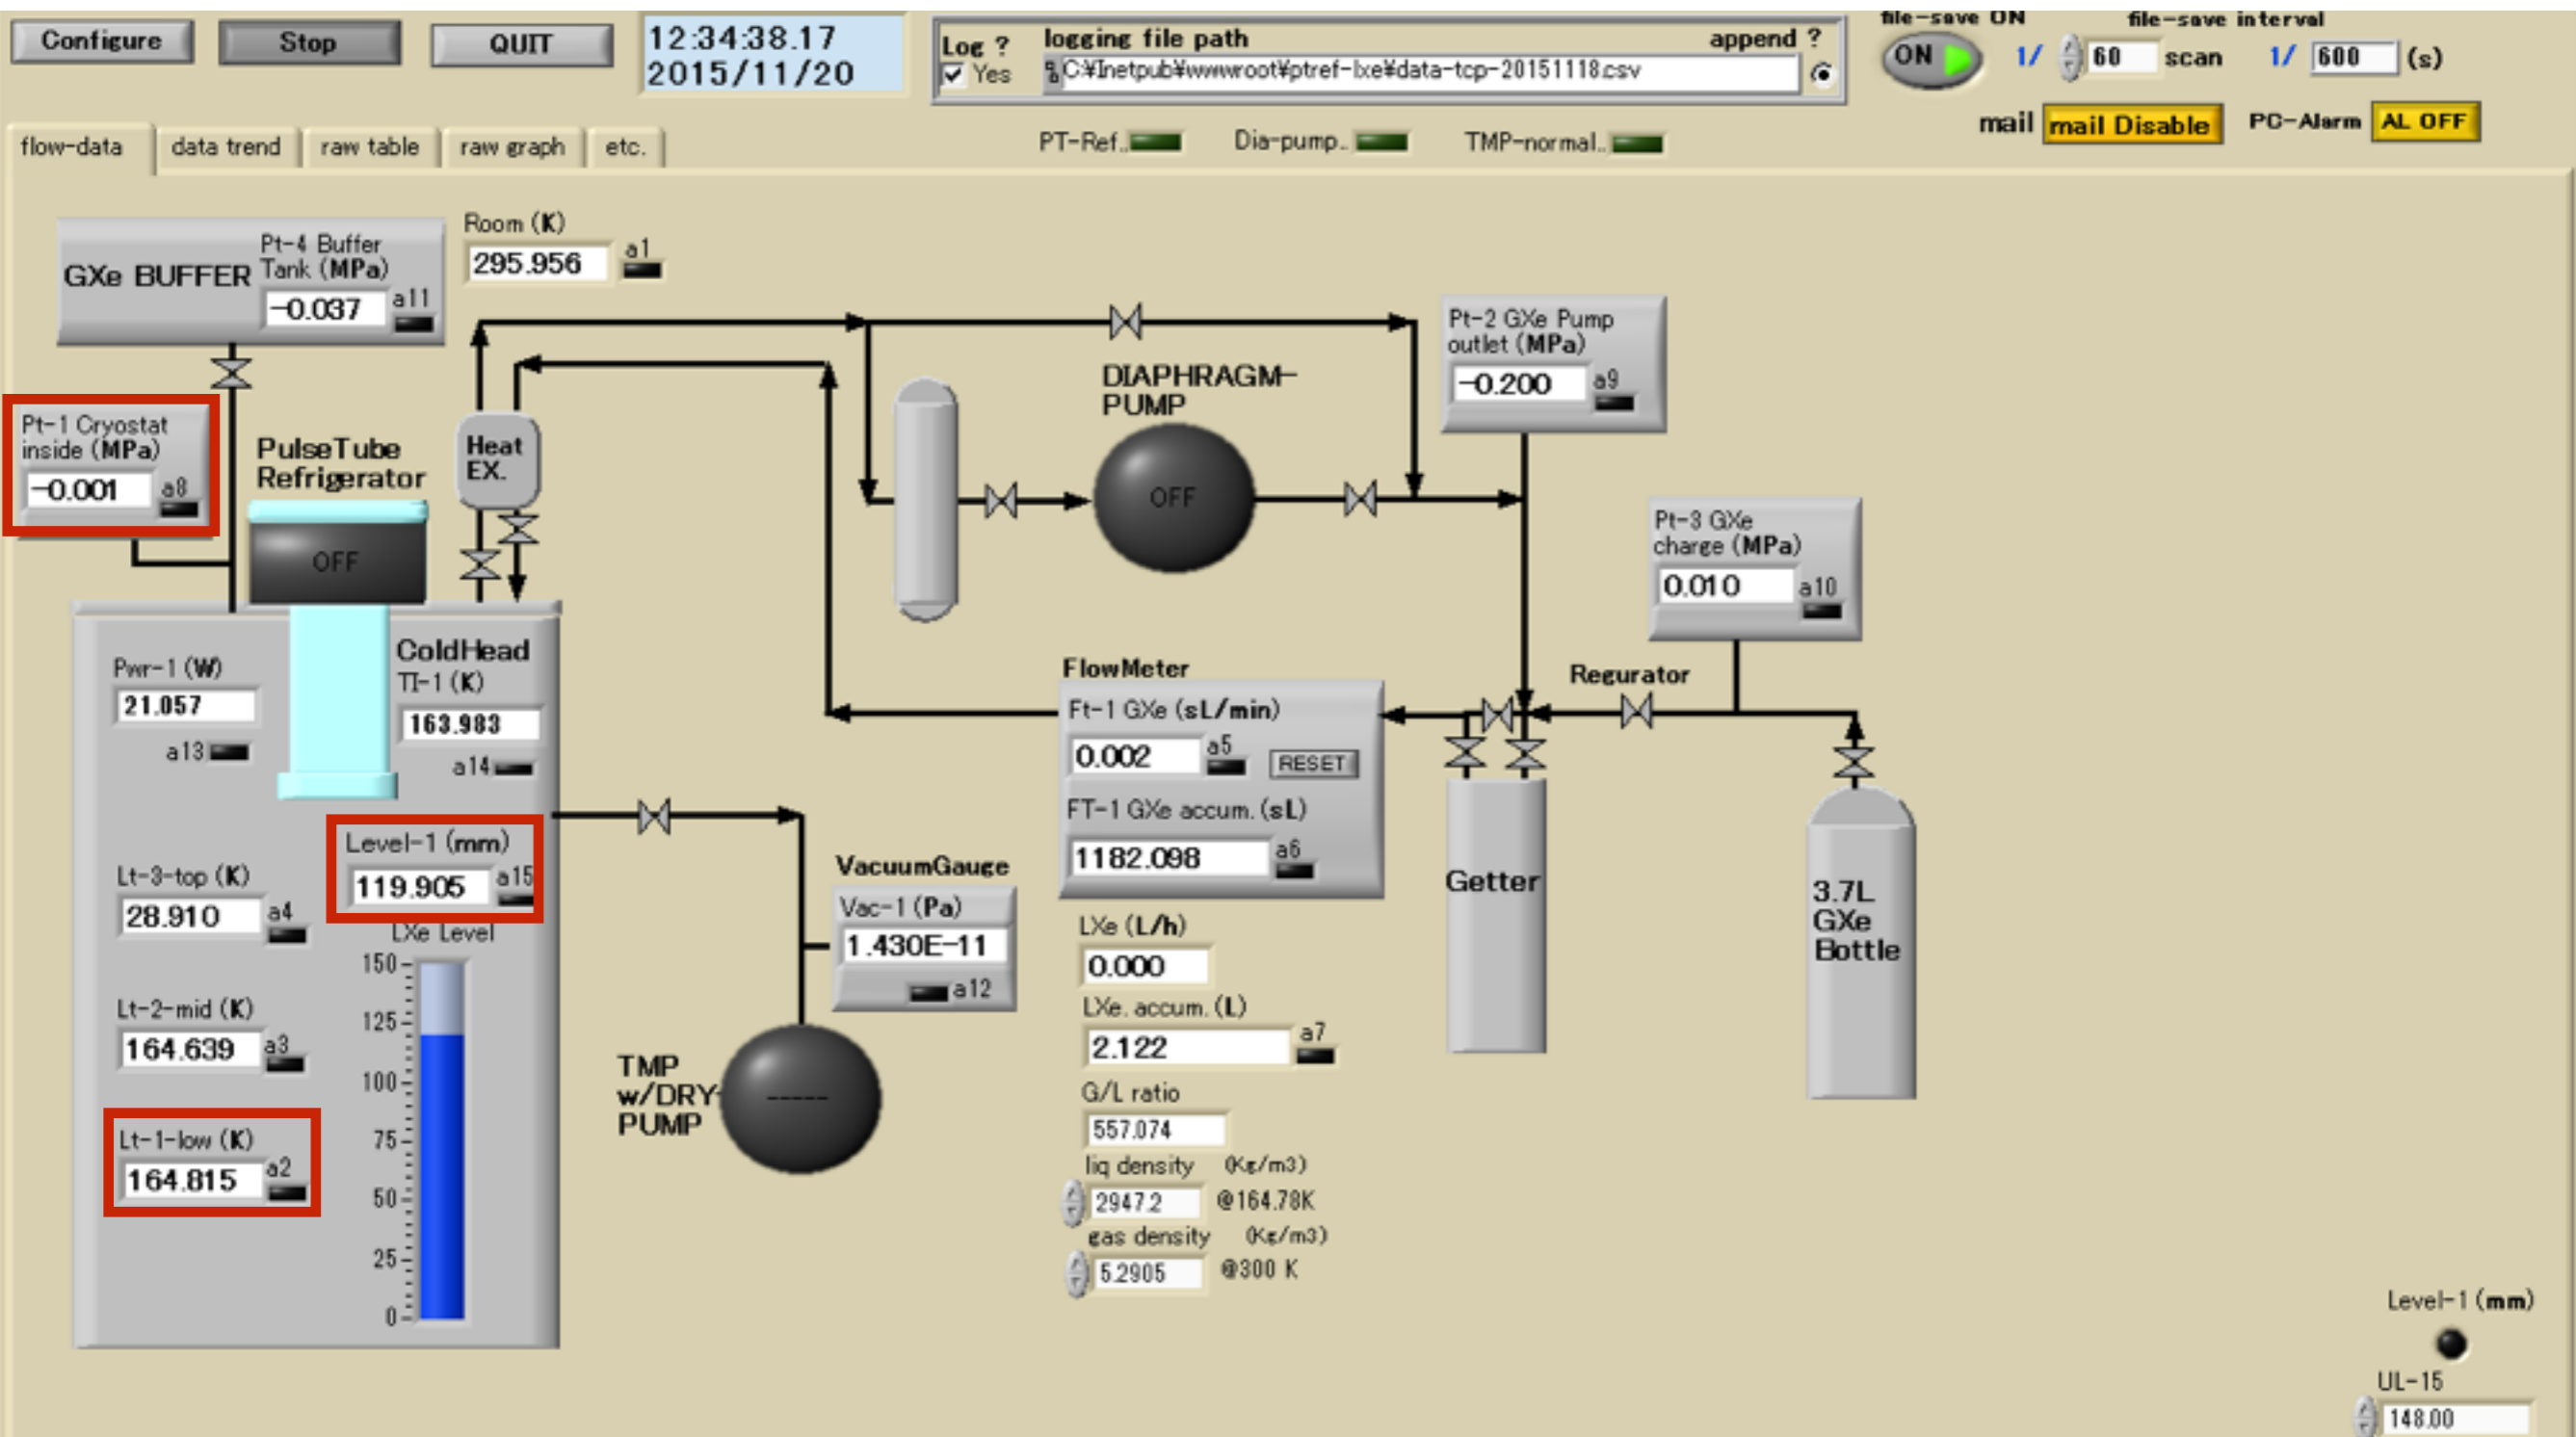 Configure
Stop
QUIT
12:34:38.17
2015/11/20
Log ?
Yes
logging file path
append ?
C:¥Inetpub¥wwwroot¥ptref-lxe¥data-tcp-20151118.csv
file-save ON
ON
file-save interval
1/ 60 scan 1/ 600 (s)
mail mail Disable PC-Alarm AL OFF
flow-data
data trend
raw table
raw graph
etc.
PT-Ref..
Dia-pump..
TMP-normal..
GXe BUFFER
Pt-4 Buffer
Tank (MPa)
-0.037
a11
Room (K)
295.956
a1
Pt-1 Cryostat
inside (MPa)
-0.001
a8
PulseTube
Refrigerator
OFF
Heat
EX.
DIAPHRAGM-
PUMP
OFF
Pt-2 GXe Pump
outlet (MPa)
-0.200
a9
Pt-3 GXe
charge (MPa)
0.010
a10
Pwr-1 (W)
21.057
a13
ColdHead
TI-1 (K)
163.983
a14
FlowMeter
Ft-1 GXe (sL/min)
0.002
a5
RESET
FT-1 GXe accum. (sL)
1182.098
a6
Regurator
Level-1 (mm)
119.905
a15
Lt-3-top (K)
28.910
a4
LXe Level
150
125
100
75
50
25
0
Lt-2-mid (K)
164.639
a3
Lt-1-low (K)
164.815
a2
VacuumGauge
Vac-1 (Pa)
1.430E-11
a12
TMP
w/DRY-
PUMP
-----
LXe (L/h)
0.000
LXe. accum. (L)
2.122
a7
G/L ratio
557.074
liq density (Kg/m3)
2947.2 @164.78K
gas density (Kg/m3)
5.2905 @300 K
Getter
3.7L
GXe
Bottle
Level-1 (mm)
UL-15
148.00